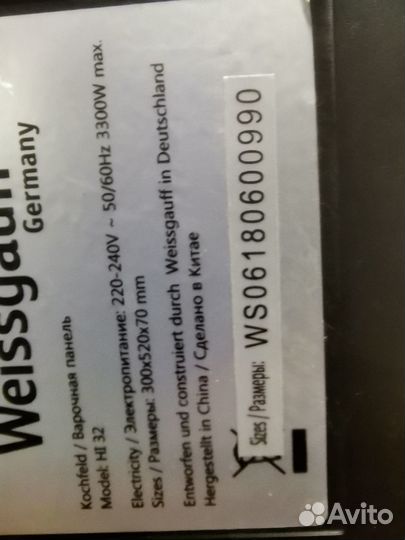 Weissgauff
Germany
Kochfeld / Варочная панель
Model: HI 32
Electricity / Электропитание: 220-240V ~ 50/60Hz 3300W max.
Sizes / Размеры: 300x520x70 mm
Entworfen und construiert durch Weissgauff in Deutschland
Hergestellt in China / Сделано в Китае
Sizes / Размеры: WS06180600990
Avito